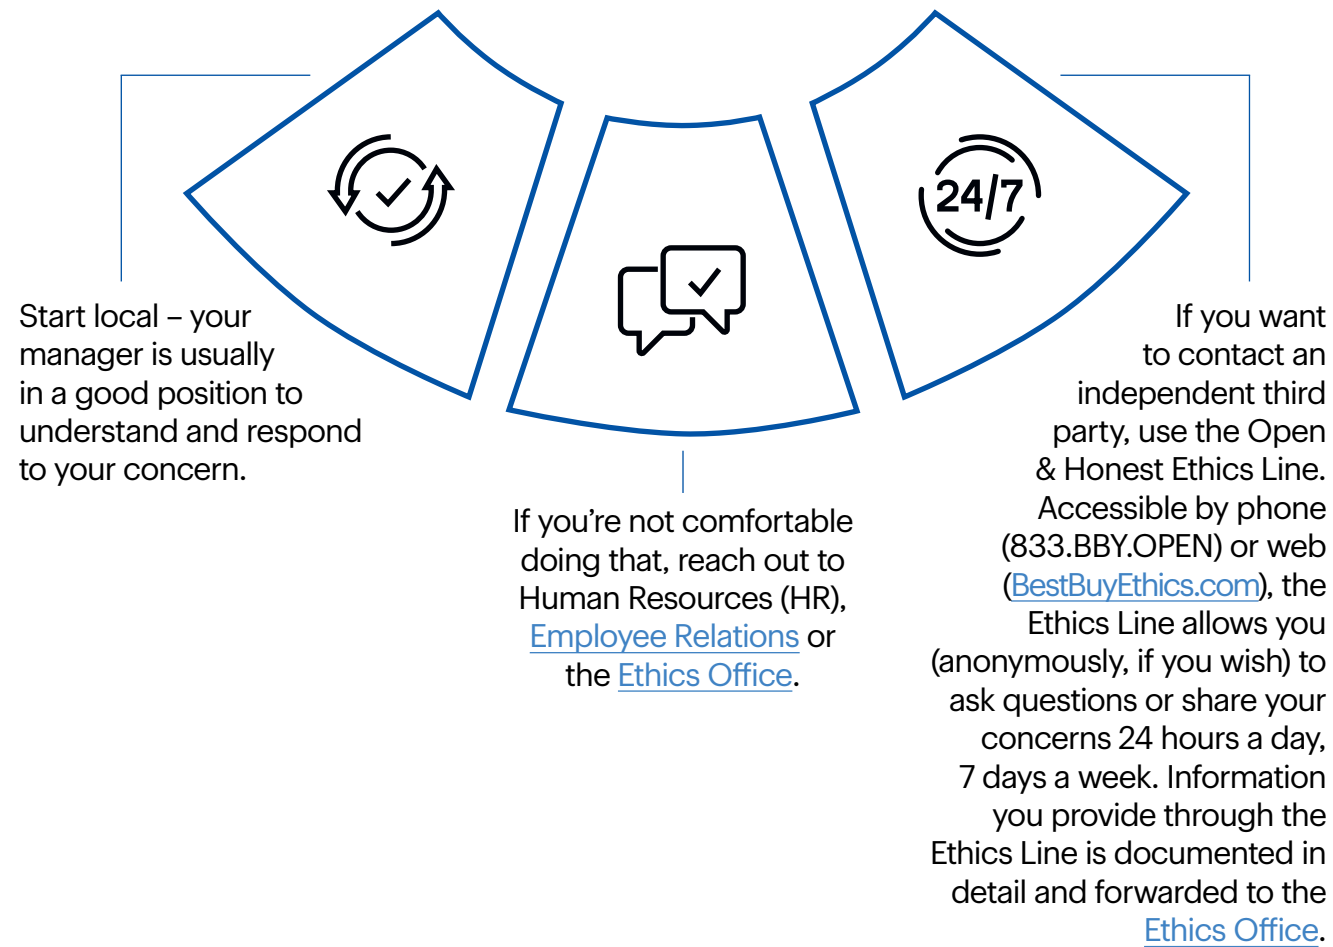 24/7
Start local – your
manager is usually
in a good position to
understand and respond
to your concern.
If you’re not comfortable
doing that, reach out to
Human Resources (HR),
Employee Relations or
the Ethics Office.
If you want
to contact an
independent third
party, use the Open
& Honest Ethics Line.
Accessible by phone
(833.BBY.OPEN) or web
(BestBuyEthics.com), the
Ethics Line allows you
(anonymously, if you wish) to
ask questions or share your
concerns 24 hours a day,
7 days a week. Information
you provide through the
Ethics Line is documented in
detail and forwarded to the
Ethics Office.